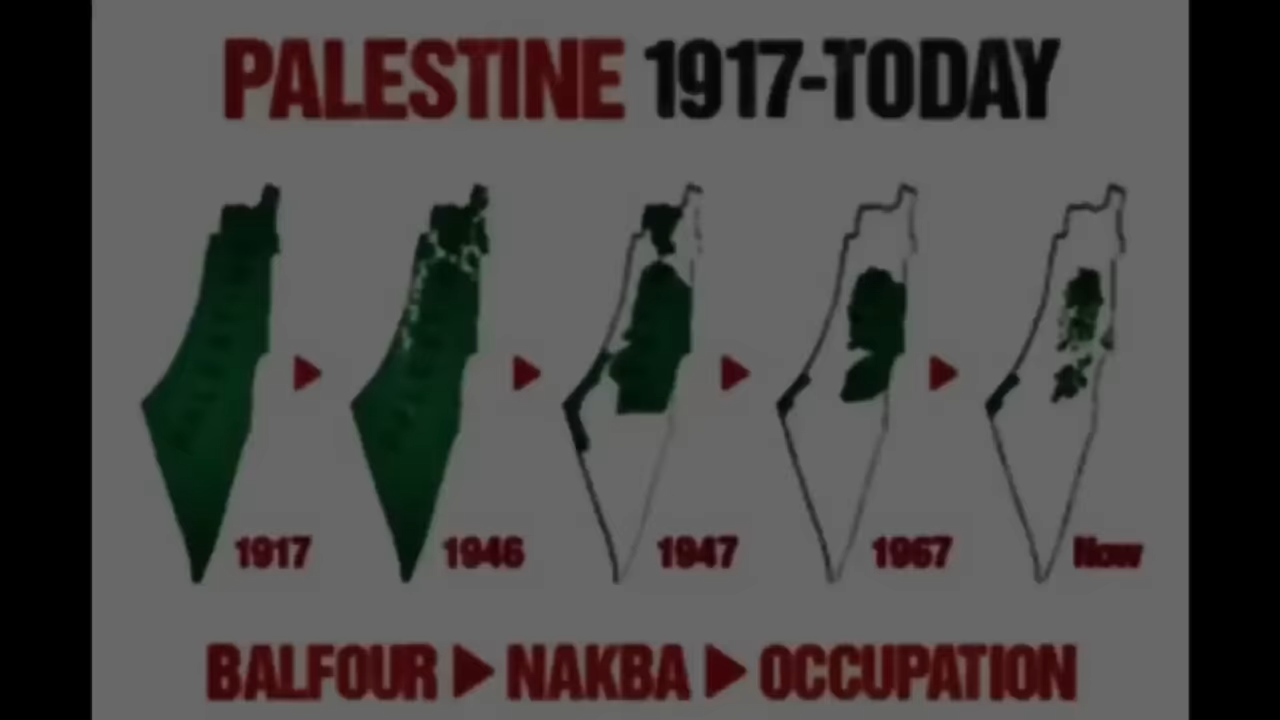 PALESTINE 1917-TODAY
1917
1946
1947
1967
Now
BALFOUR ▶ NAKBA ▶ OCCUPATION